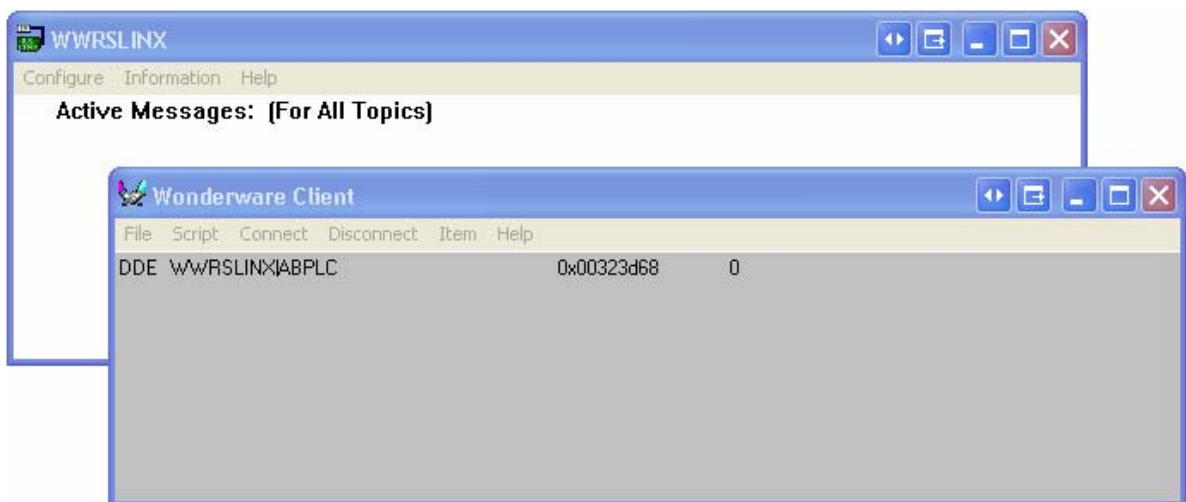 WWRSLINX
Configure Information Help
Active Messages: (For All Topics)
Wonderware Client
File Script Connect Disconnect Item Help
DDE WWRSLINX|ABPLC 0x00323d68 0